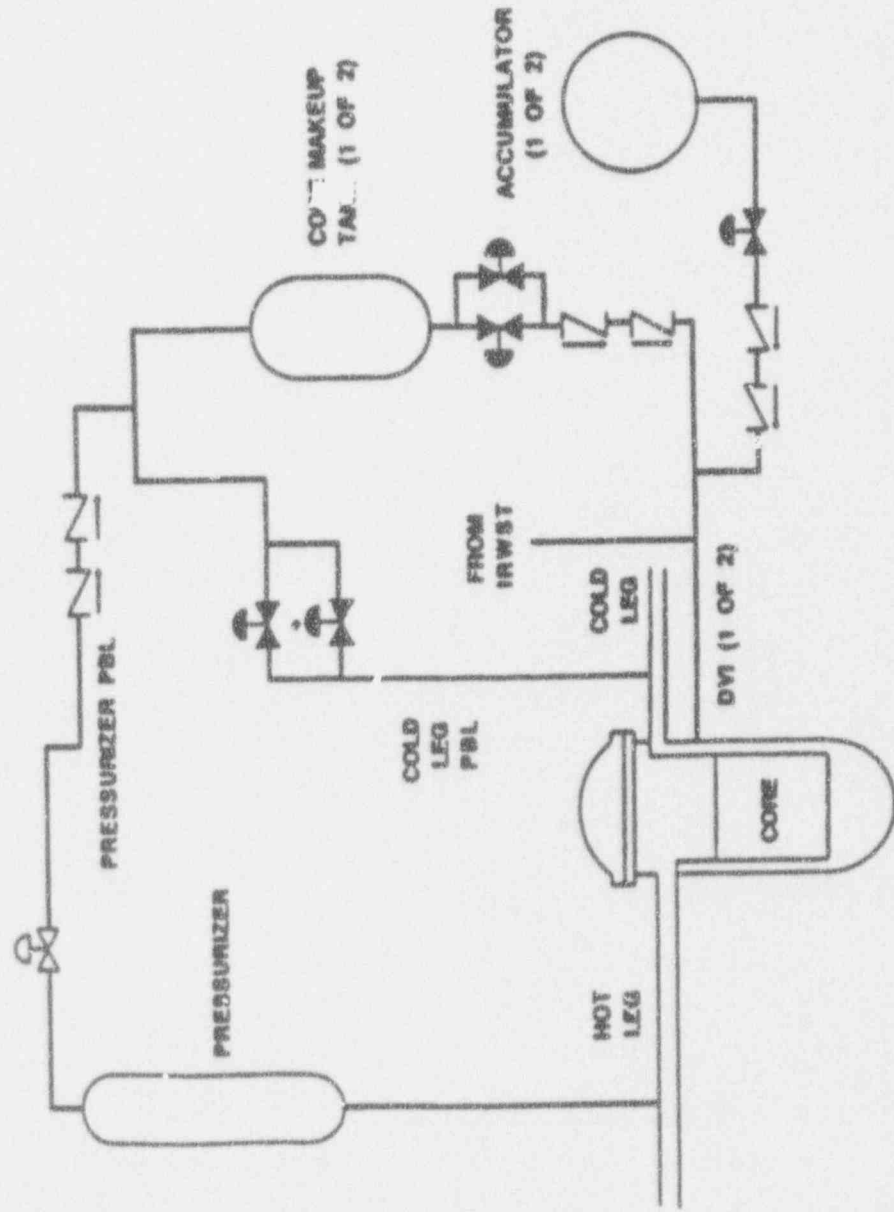 PRESSURIZER PBL
MAKEUP
(1 OF 2)
ACCUMULATOR
(1 OF 2)
PRESSURIZER
COLD
LEG
PBL
FROM
IRWST
COLD
LEG
DVI (1 OF 2)
HOT
LEG
CORE